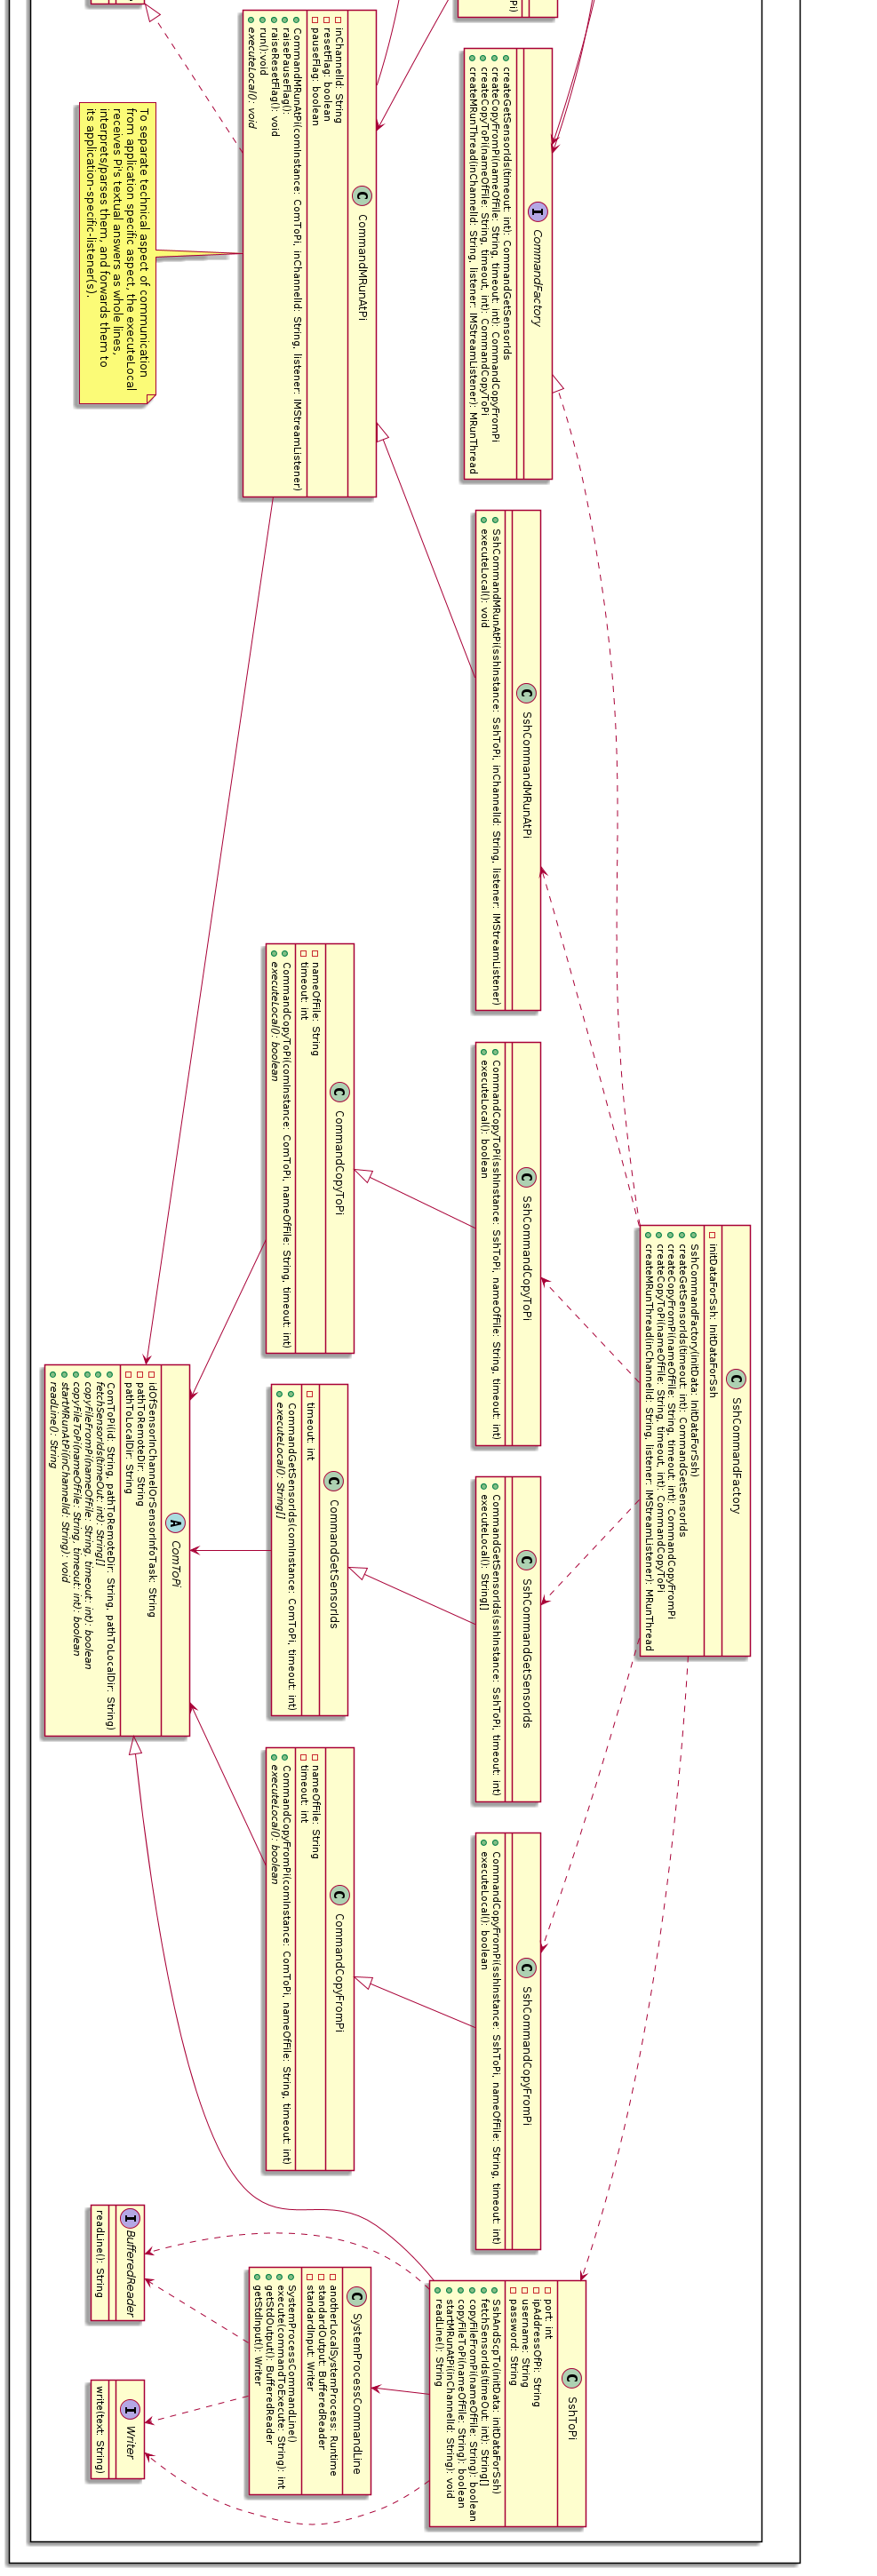 Pi)
I CommandFactory
createGetSensorIds(timeout: int): CommandGetSensorIds
createCopyFromPi(nameOfFile: String, timeout: int): CommandCopyFromPi
createCopyToPi(nameOfFile: String, timeout, int): CommandCopyToPi
createMRunThread(inChannelId: String, listener: IMStreamListener): MRunThread
C CommandMRunAtPi
inChannelId: String
resetFlag: boolean
pauseFlag: boolean
CommandMRunAtPi(comInstance: ComToPi, inChannelId: String, listener: IMStreamListener)
raisePauseFlag():
raiseResetFlag(): void
run():void
executeLocal(): void
To separate technical aspect of communication
from application specific aspect, the executeLocal
receives Pi's textual answers as whole lines,
interprets/parses them, and forwards them to
its application-specific-listener(s).
C SshCommandMRunAtPi
SshCommandMRunAtPi(sshInstance: SshToPi, inChannelId: String, listener: IMStreamListener)
executeLocal(): void
C SshCommandFactory
initDataForSsh: InitDataForSsh
SshCommandFactory(initData: InitDataForSsh)
createGetSensorIds(timeout: int): CommandGetSensorIds
createCopyFromPi(nameOfFile: String, timeout: int): CommandCopyFromPi
createCopyToPi(nameOfFile: String, timeout, int): CommandCopyToPi
createMRunThread(inChannelId: String, listener: IMStreamListener): MRunThread
C SshCommandCopyToPi
CommandCopyToPi(sshInstance: SshToPi, nameOfFile: String, timeout: int)
executeLocal(): boolean
C CommandCopyToPi
nameOfFile: String
timeout: int
CommandCopyToPi(comInstance: ComToPi, nameOfFile: String, timeout: int)
executeLocal(): boolean
C SshCommandGetSensorIds
CommandGetSensorIds(sshInstance: SshToPi, timeout: int)
executeLocal(): String[]
C CommandGetSensorIds
timeout: int
CommandGetSensorIds(comInstance: ComToPi, timeout: int)
executeLocal(): String[]
A ComToPi
idOfSensorInChannelOrSensorInfoTask: String
pathToRemoteDir: String
pathToLocalDir: String
ComToPi(id: String, pathToRemoteDir: String, pathToLocalDir: String)
fetchSensorIds(timeOut: int): String[]
copyFileFromPi(nameOfFile: String, timeout: int): boolean
copyFileToPi(nameOfFile: String, timeout: int): boolean
startMRunAtPi(inChannelId: String): void
readLine(): String
C SshCommandCopyFromPi
CommandCopyFromPi(sshInstance: SshToPi, nameOfFile: String, timeout: int)
executeLocal(): boolean
C CommandCopyFromPi
nameOfFile: String
timeout: int
CommandCopyFromPi(comInstance: ComToPi, nameOfFile: String, timeout: int)
executeLocal(): boolean
C SshToPi
port: int
ipAddressOfPi: String
username: String
password: String
SshAndScpTo(initData: initDataForSsh)
fetchSensorIds(timeOut: int): String[]
copyFileFromPi(nameOfFile: String): boolean
copyFileToPi(nameOfFile: String): boolean
startMRunAtPi(inChannelId: String): void
readLine(): String
C SystemProcessCommandLine
anotherLocalSystemProcess: Runtime
standardOutput: BufferedReader
standardInput: Writer
SystemProcessCommandLine()
execute(commandToExecute: String): int
getStdOutput(): BufferedReader
getStdInput(): Writer
I BufferedReader
readLine(): String
I Writer
write(text: String)